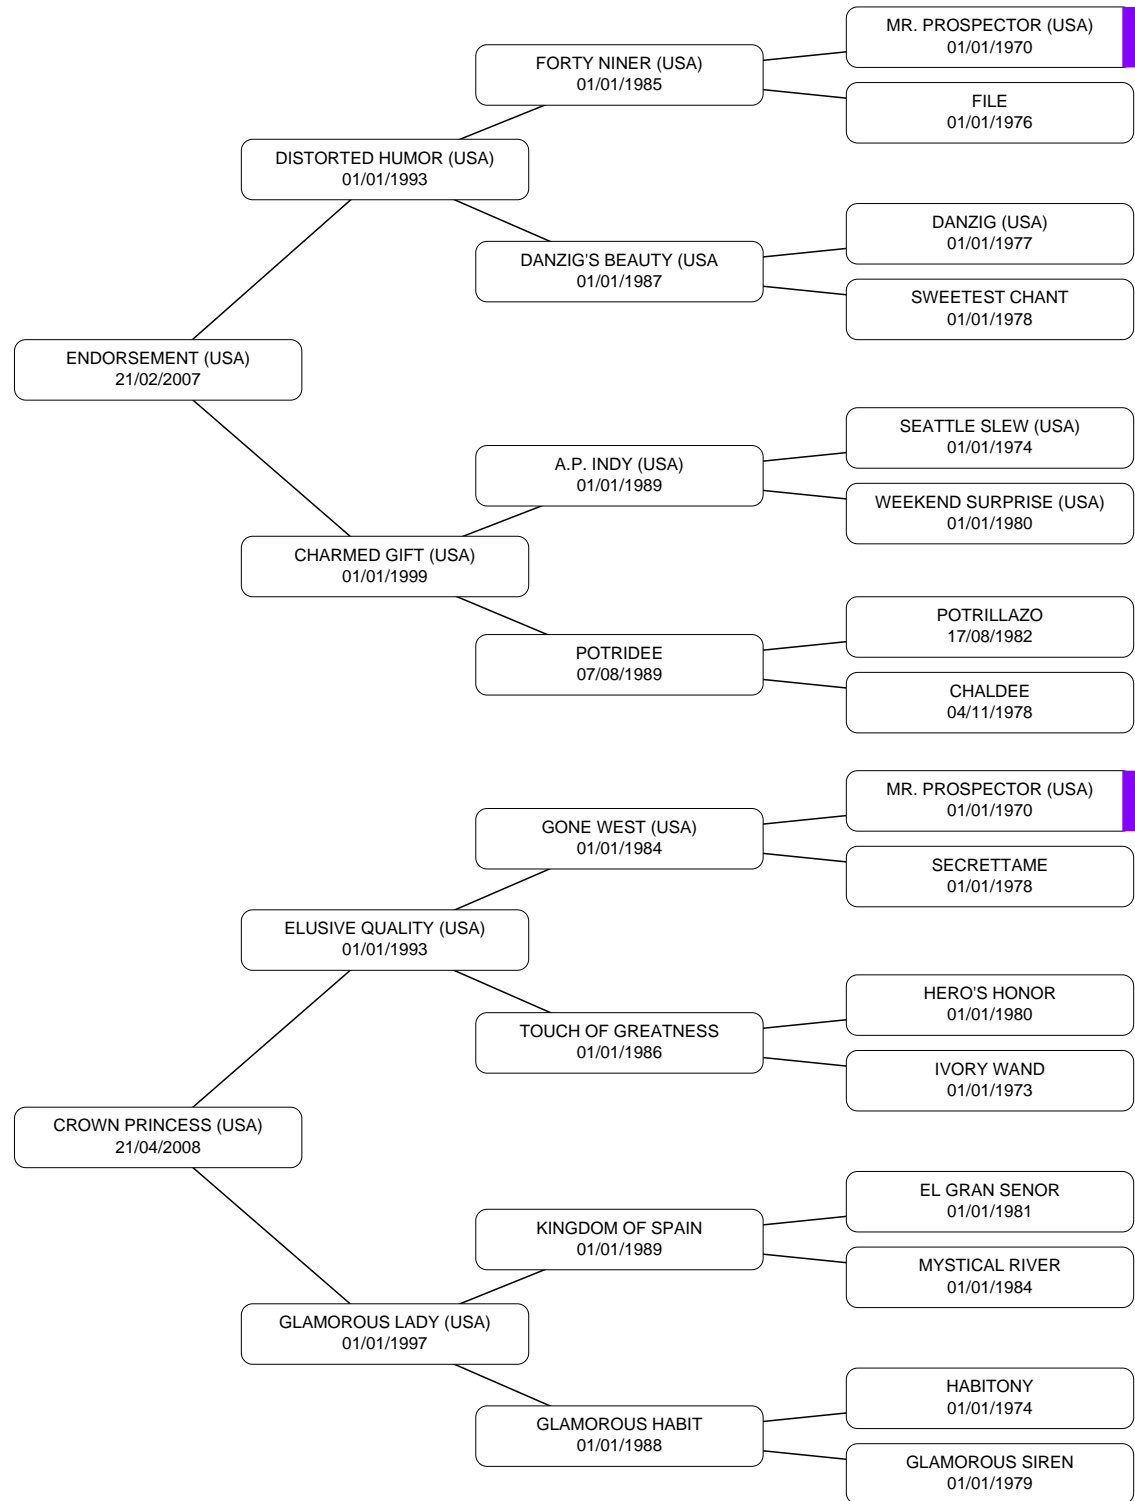 MR. PROSPECTOR (USA)
01/01/1970
FORTY NINER (USA)
01/01/1985
FILE
01/01/1976
DISTORTED HUMOR (USA)
01/01/1993
DANZIG (USA)
01/01/1977
DANZIG'S BEAUTY (USA
01/01/1987
SWEETEST CHANT
01/01/1978
ENDORSEMENT (USA)
21/02/2007
SEATTLE SLEW (USA)
01/01/1974
A.P. INDY (USA)
01/01/1989
WEEKEND SURPRISE (USA)
01/01/1980
CHARMED GIFT (USA)
01/01/1999
POTRILLAZO
17/08/1982
POTRIDEE
07/08/1989
CHALDEE
04/11/1978
MR. PROSPECTOR (USA)
01/01/1970
GONE WEST (USA)
01/01/1984
SECRETTAME
01/01/1978
ELUSIVE QUALITY (USA)
01/01/1993
HERO'S HONOR
01/01/1980
TOUCH OF GREATNESS
01/01/1986
IVORY WAND
01/01/1973
CROWN PRINCESS (USA)
21/04/2008
EL GRAN SENOR
01/01/1981
KINGDOM OF SPAIN
01/01/1989
MYSTICAL RIVER
01/01/1984
GLAMOROUS LADY (USA)
01/01/1997
HABITONY
01/01/1974
GLAMOROUS HABIT
01/01/1988
GLAMOROUS SIREN
01/01/1979